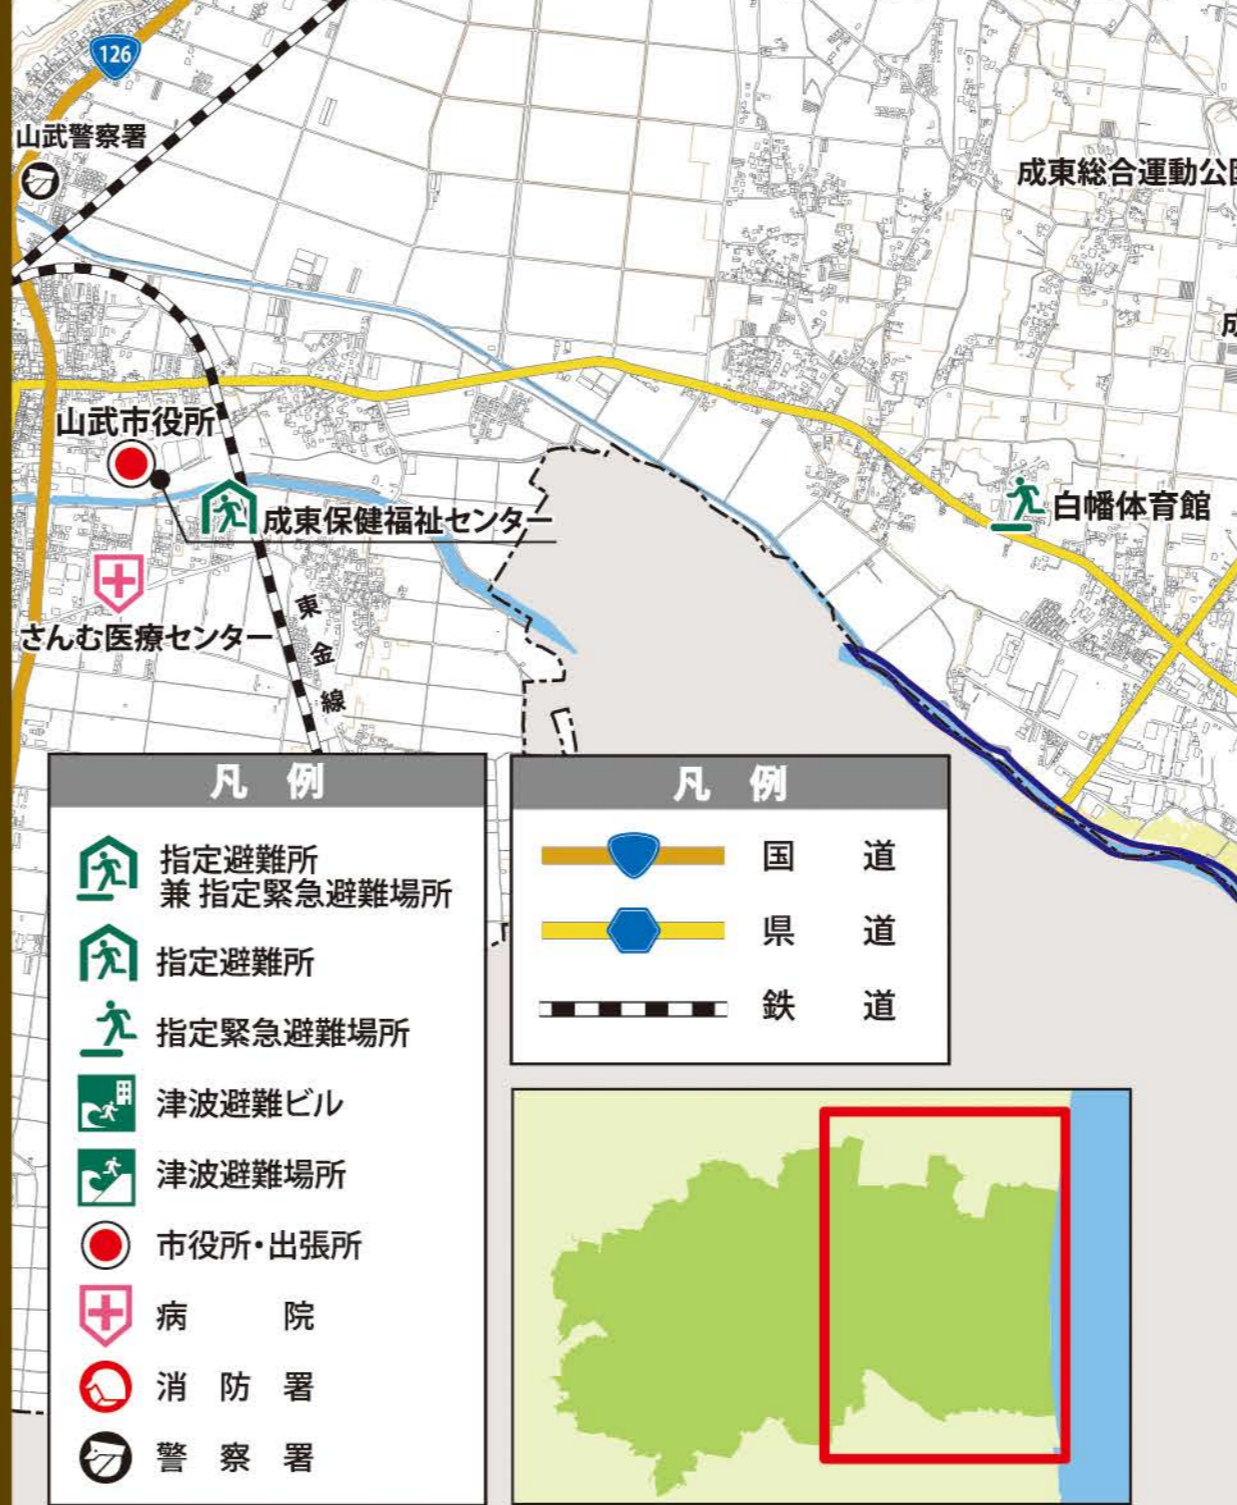 126
山武警察署
成東総合運動公園
成
山武市役所
成東保健福祉センター
白幡体育館
さんむ医療センター
東金線
凡例
指定避難所
兼 指定緊急避難場所
指定避難所
指定緊急避難場所
津波避難ビル
津波避難場所
市役所・出張所
病院
消防署
警察署
凡例
国道
県道
鉄道